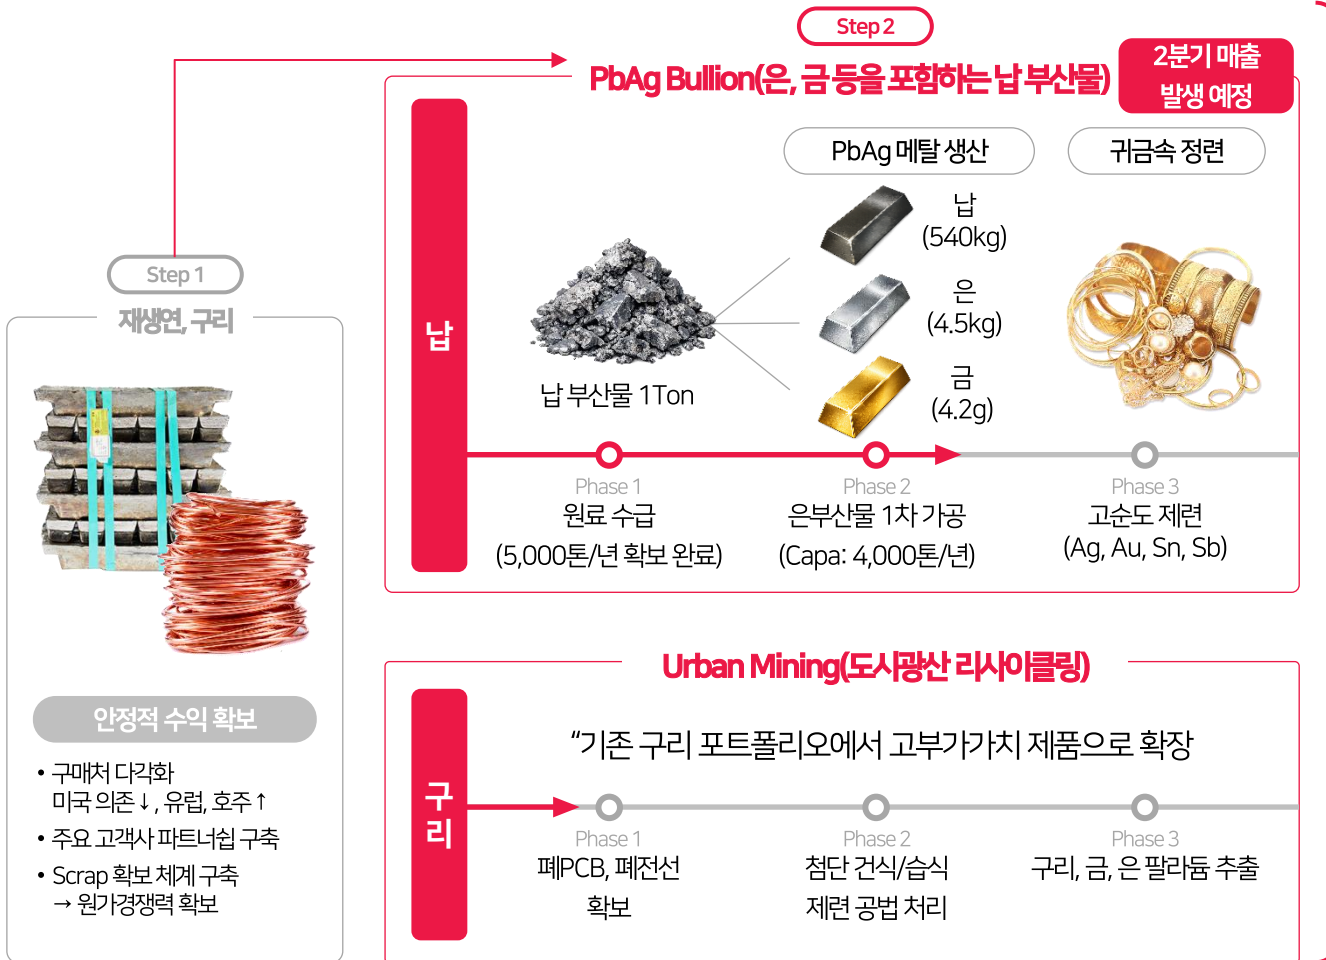 Step 1
재생연, 구리
안정적 수익 확보
• 구매처 다각화
미국 의존↓, 유럽, 호주↑
• 주요 고객사 파트너쉽 구축
• Scrap 확보 체계 구축
→ 원가경쟁력 확보
Step 2
PbAg Bullion(은, 금 등을 포함하는 납 부산물)
2분기 매출
발생 예정
납
PbAg 메탈 생산
귀금속 정련
납
(540kg)
은
(4.5kg)
금
(4.2g)
납 부산물 1Ton
Phase 1
원료 수급
(5,000톤/년 확보 완료)
Phase 2
은부산물 1차 가공
(Capa: 4,000톤/년)
Phase 3
고순도 제련
(Ag, Au, Sn, Sb)
Urban Mining(도시광산 리사이클링)
구
리
“기존 구리 포트폴리오에서 고부가가치 제품으로 확장
Phase 1
폐PCB, 폐전선
확보
Phase 2
첨단 건식/습식
제련 공법 처리
Phase 3
구리, 금, 은 팔라듐 추출